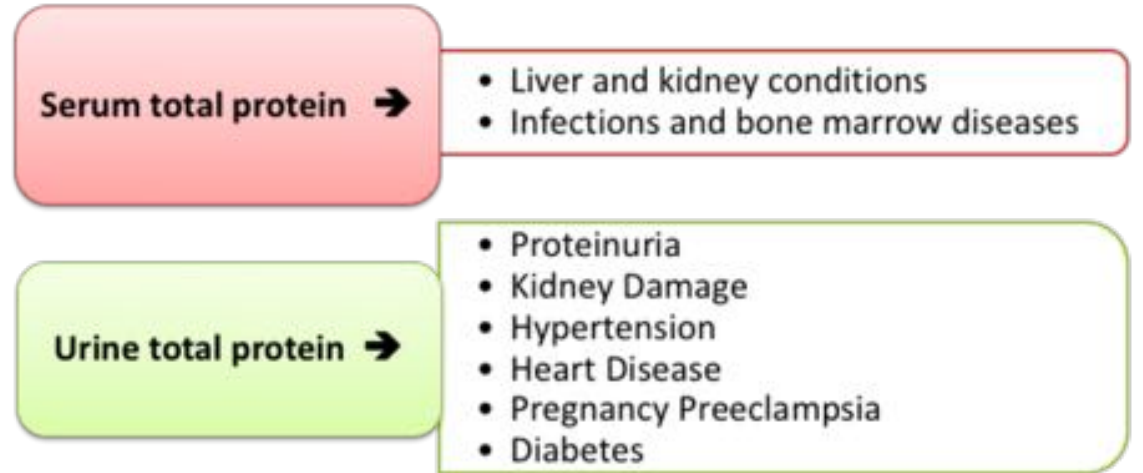 Serum total protein ➔
• Liver and kidney conditions
• Infections and bone marrow diseases
Urine total protein ➔
• Proteinuria
• Kidney Damage
• Hypertension
• Heart Disease
• Pregnancy Preeclampsia
• Diabetes